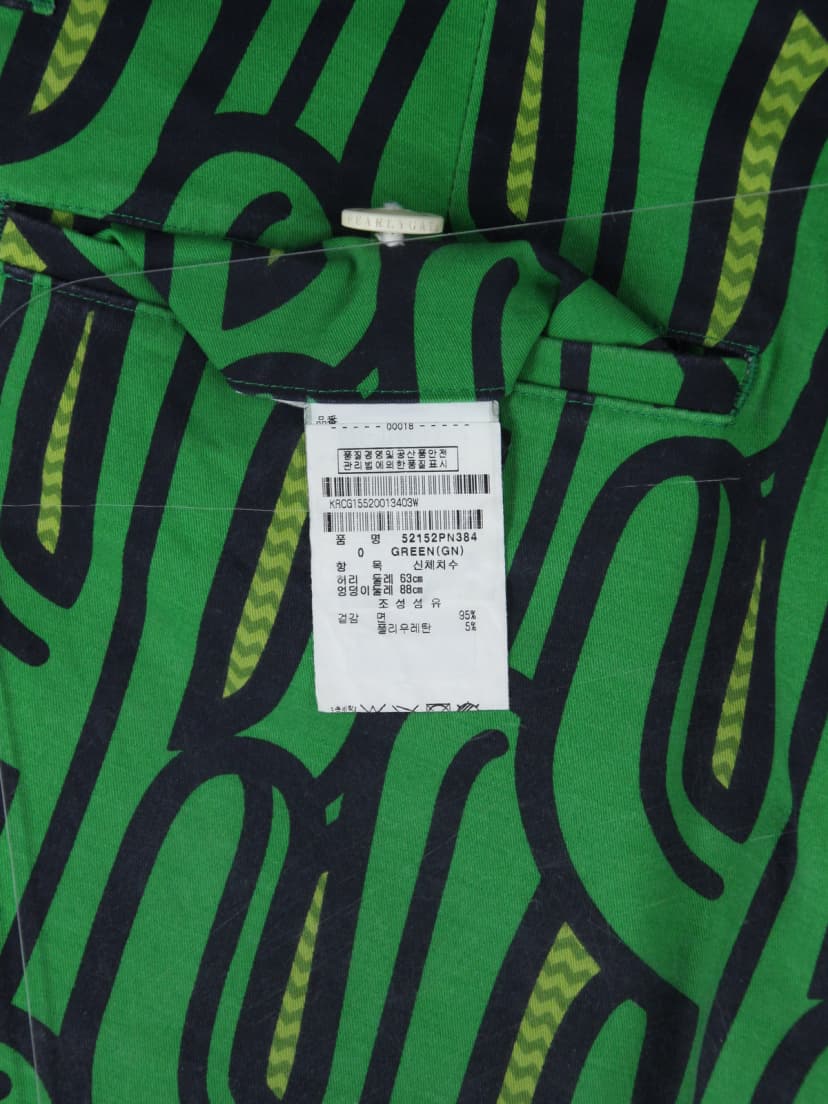 PEARLYGAT
品番
----- 00018 -----
품질경영및공산품안전
관리법에의한품질표시
KRCG15520013403W
품 명 52152PN384
0 GREEN(GN)
항 목 신체치수
허리 둘레 63cm
엉덩이둘레 88cm
조성섬유
겉감 면 95%
폴리우레탄 5%